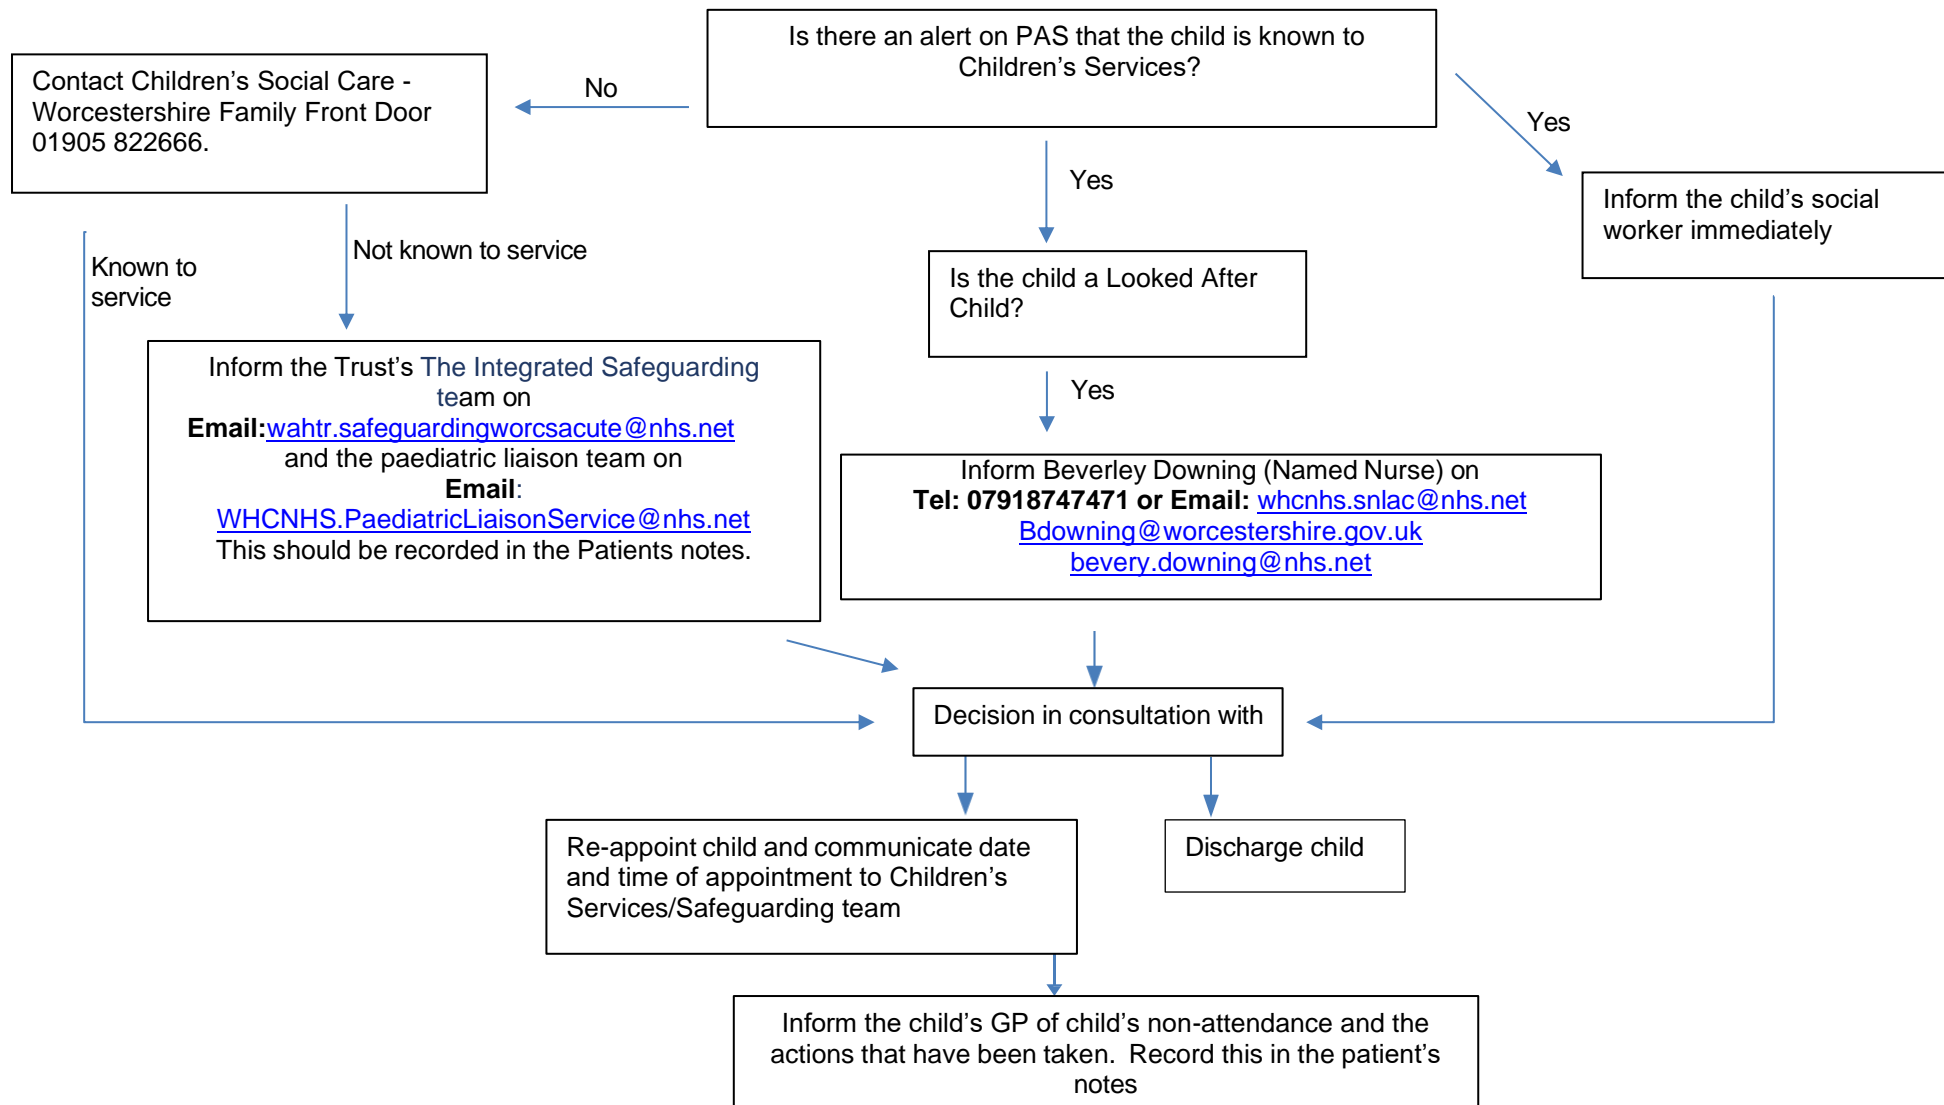 Is there an alert on PAS that the child is known to
Children’s Services?
Contact Children’s Social Care -
Worcestershire Family Front Door
01905 822666.
No
Yes
Yes
Inform the child’s social
worker immediately
Known to
service
Not known to service
Is the child a Looked After
Child?
Yes
Inform the Trust’s The Integrated Safeguarding
team on
Email:wahtr.safeguardingworcsacute@nhs.net
and the paediatric liaison team on
Email:
WHCNHS.PaediatricLiaisonService@nhs.net
This should be recorded in the Patients notes.
Inform Beverley Downing (Named Nurse) on
Tel: 07918747471 or Email: whcnhs.snlac@nhs.net
Bdowning@worcestershire.gov.uk
bevery.downing@nhs.net
Decision in consultation with
Re-appoint child and communicate date
and time of appointment to Children’s
Services/Safeguarding team
Discharge child
Inform the child’s GP of child’s non-attendance and the
actions that have been taken.  Record this in the patient’s
notes